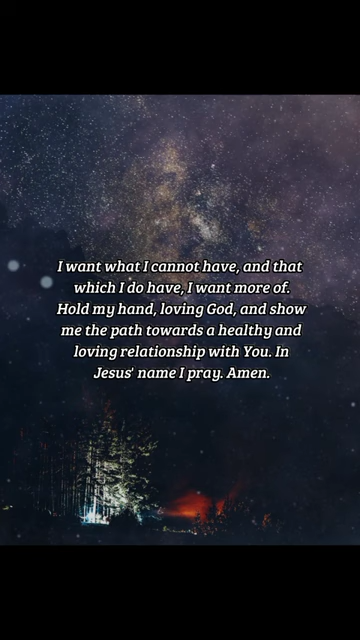 I want what I cannot have, and that
which I do have, I want more of.
Hold my hand, loving God, and show
me the path towards a healthy and
loving relationship with You. In
Jesus' name I pray. Amen.